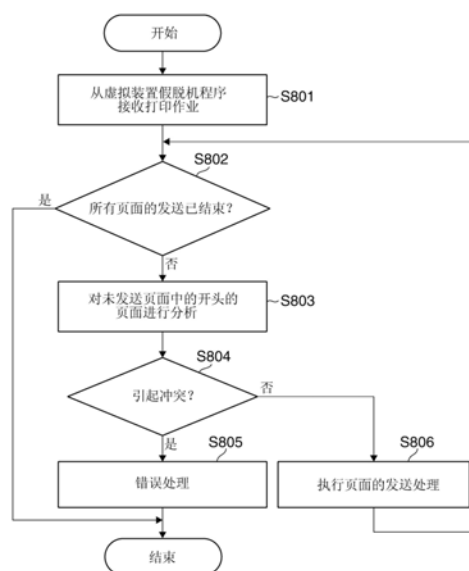 开始
从虚拟装置假脱机程序
接收打印作业
S801
S802
是
所有页面的发送已结束?
否
对未发送页面中的开头的
页面进行分析
S803
S804
引起冲突?
否
是
S805
S806
错误处理
执行页面的发送处理
结束